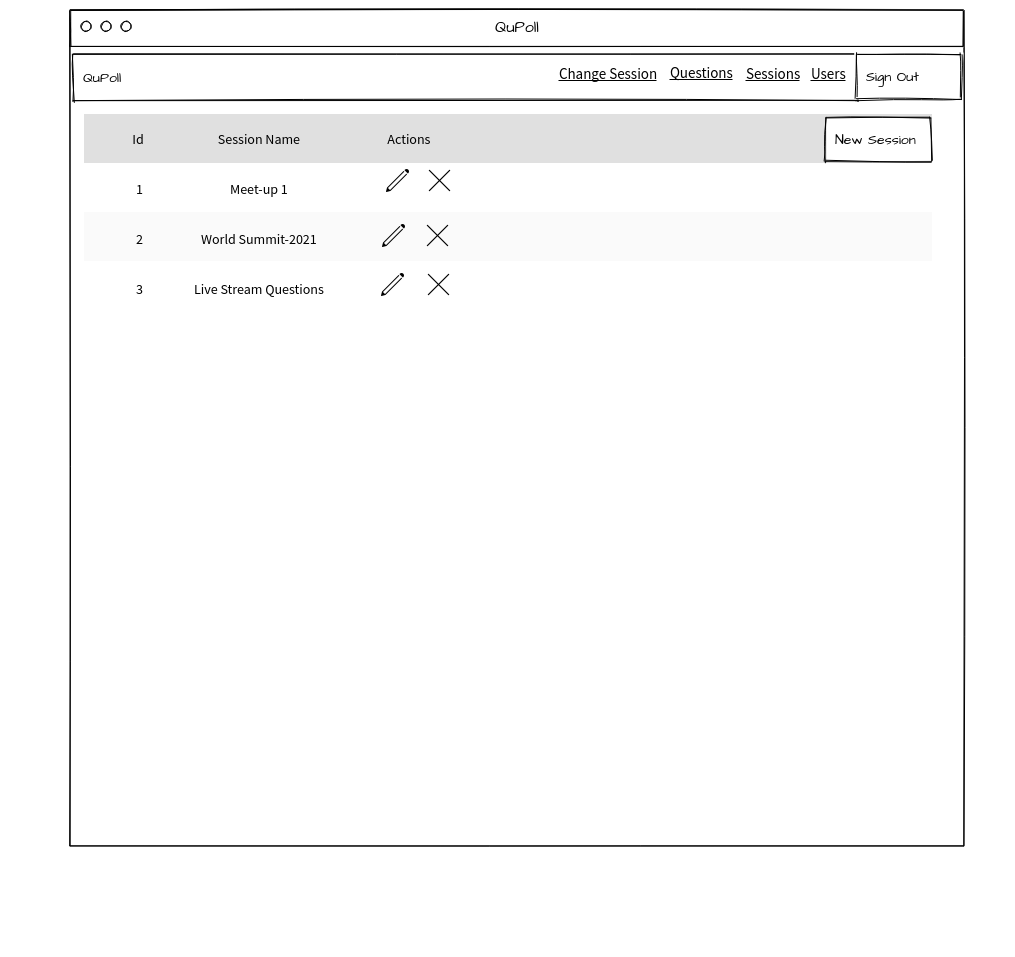 QuPoll
QuPoll Change Session Questions Sessions Users Sign Out
Id Session Name Actions New Session
1 Meet-up 1
2 World Summit-2021
3 Live Stream Questions